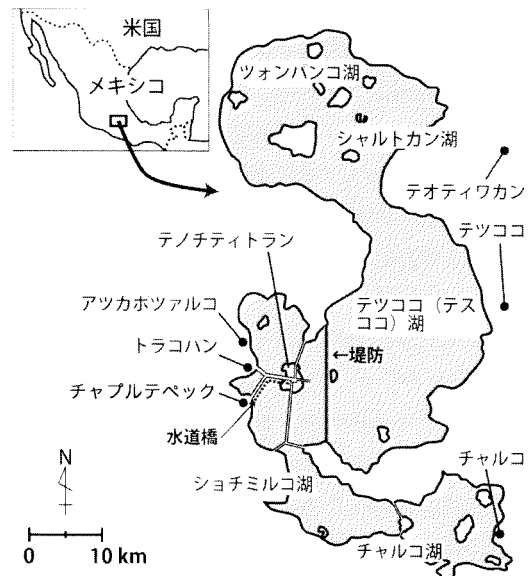 米国
メキシコ
ツォンパンコ湖
シャルトカン湖
テオティワカン
テツココ
テノチティトラン
アツカホツァルコ
テツココ（テス
ココ）湖
トラコハン
←堤防
チャプルテペック
水道橋
N
ショチミルコ湖
チャルコ
チャルコ湖
0 10 km